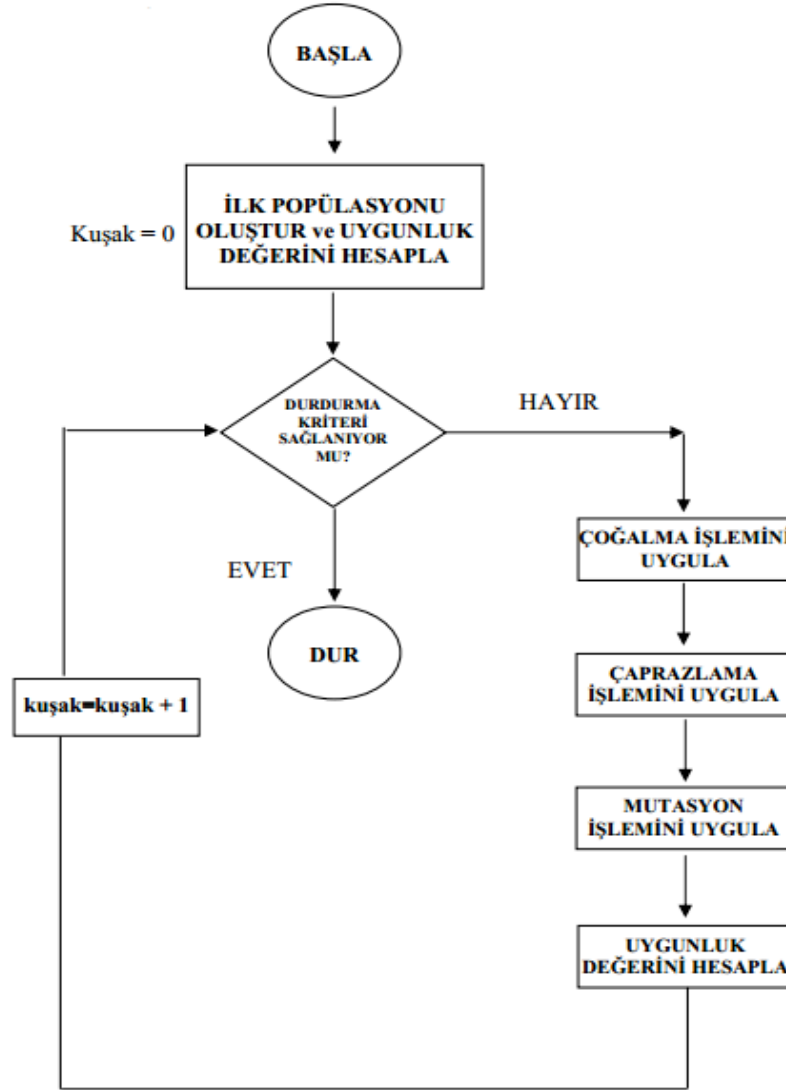 BAŞLA
Kuşak = 0
İLK POPÜLASYONU
OLUŞTUR ve UYGUNLUK
DEĞERİNİ HESAPLA
DURDURMA
KRİTERİ
SAĞLANIYOR
MU?
HAYIR
EVET
DUR
ÇOĞALMA İŞLEMİNİ
UYGULA
ÇAPRAZLAMA
İŞLEMİNİ UYGULA
MUTASYON
İŞLEMİNİ UYGULA
UYGUNLUK
DEĞERİNİ HESAPLA
kuşak=kuşak + 1